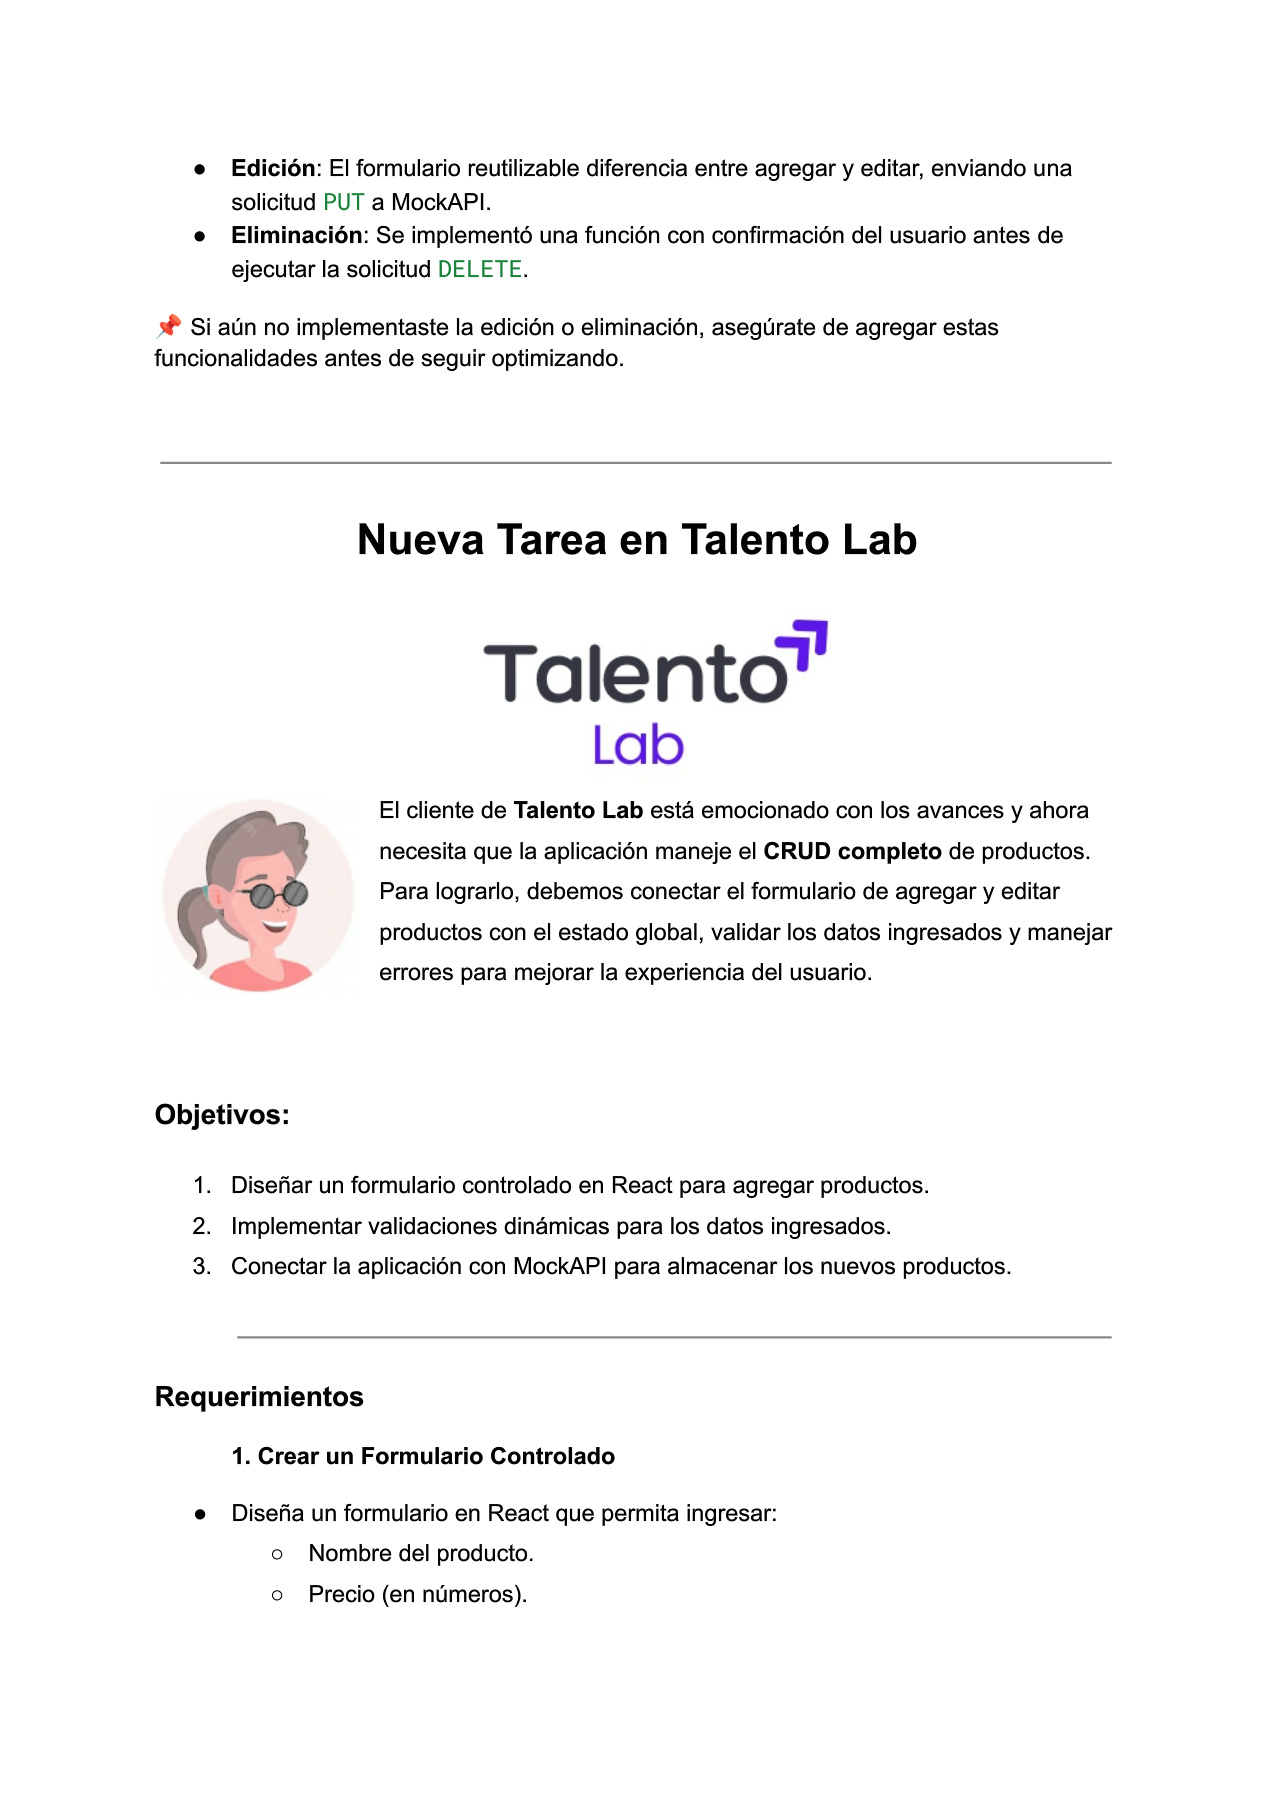 ● Edición: El formulario reutilizable diferencia entre agregar y editar, enviando una
solicitud PUT a MockAPI.
● Eliminación: Se implementó una función con confirmación del usuario antes de
ejecutar la solicitud DELETE.
📌 Si aún no implementaste la edición o eliminación, asegúrate de agregar estas
funcionalidades antes de seguir optimizando.
Nueva Tarea en Talento Lab
Talento
Lab
El cliente de Talento Lab está emocionado con los avances y ahora
necesita que la aplicación maneje el CRUD completo de productos.
Para lograrlo, debemos conectar el formulario de agregar y editar
productos con el estado global, validar los datos ingresados y manejar
errores para mejorar la experiencia del usuario.
Objetivos:
1. Diseñar un formulario controlado en React para agregar productos.
2. Implementar validaciones dinámicas para los datos ingresados.
3. Conectar la aplicación con MockAPI para almacenar los nuevos productos.
Requerimientos
1. Crear un Formulario Controlado
● Diseña un formulario en React que permita ingresar:
○ Nombre del producto.
○ Precio (en números).